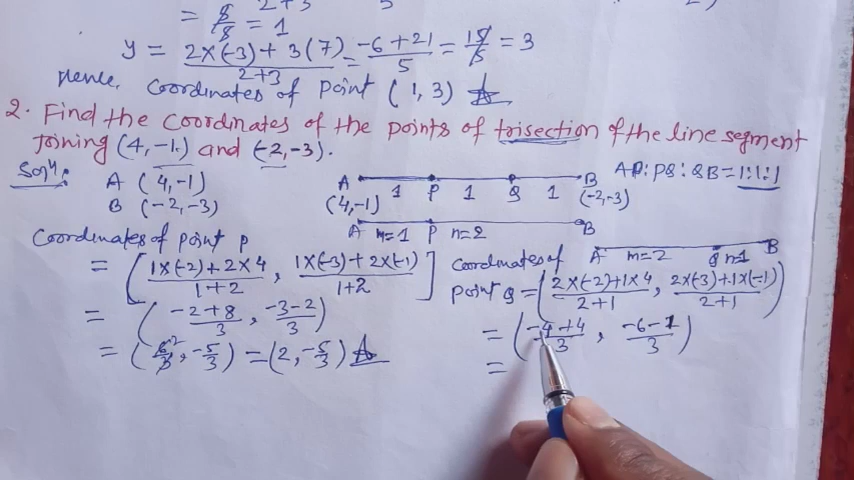 = 8/8 = 1
y = 2×(-3)+3(7)/2+3 = -6+21/5 = 15/5 = 3
Hence, Coordinates of point (1, 3)
2. Find the coordinates of the points of trisection of the line segment
joining (4, -1) and (-2, -3).
Solⁿ: A (4, -1)
B (-2, -3)
A 1 P 1 Q 1 B
(4, -1) (-2, -3)
AP : PQ : QB = 1:1:1
A m=1 P n=2 B
Coordinates of point P
= [1×(-2)+2×4/1+2 , 1×(-3)+2×(-1)/1+2]
= (-2+8/3 , -3-2/3)
= (6/3 2, -5/3) = (2, -5/3)
A m=2 Q n=1 B
Coordinates of
point Q = (2×(-2)+1×4/2+1 , 2×(-3)+1×(-1)/2+1)
= (-4+4/3 , -6-1/3)
=